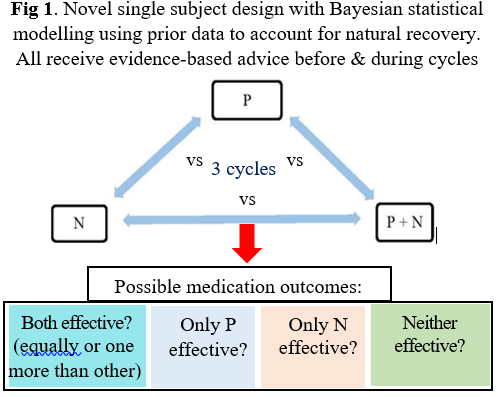 Fig 1. Novel single subject design with Bayesian statistical
modelling using prior data to account for natural recovery.
All receive evidence-based advice before & during cycles
P
vs 3 cycles vs
vs
N
P + N
Possible medication outcomes:
Both effective?
(equally or one
more than other)
Only P
effective?
Only N
effective?
Neither
effective?